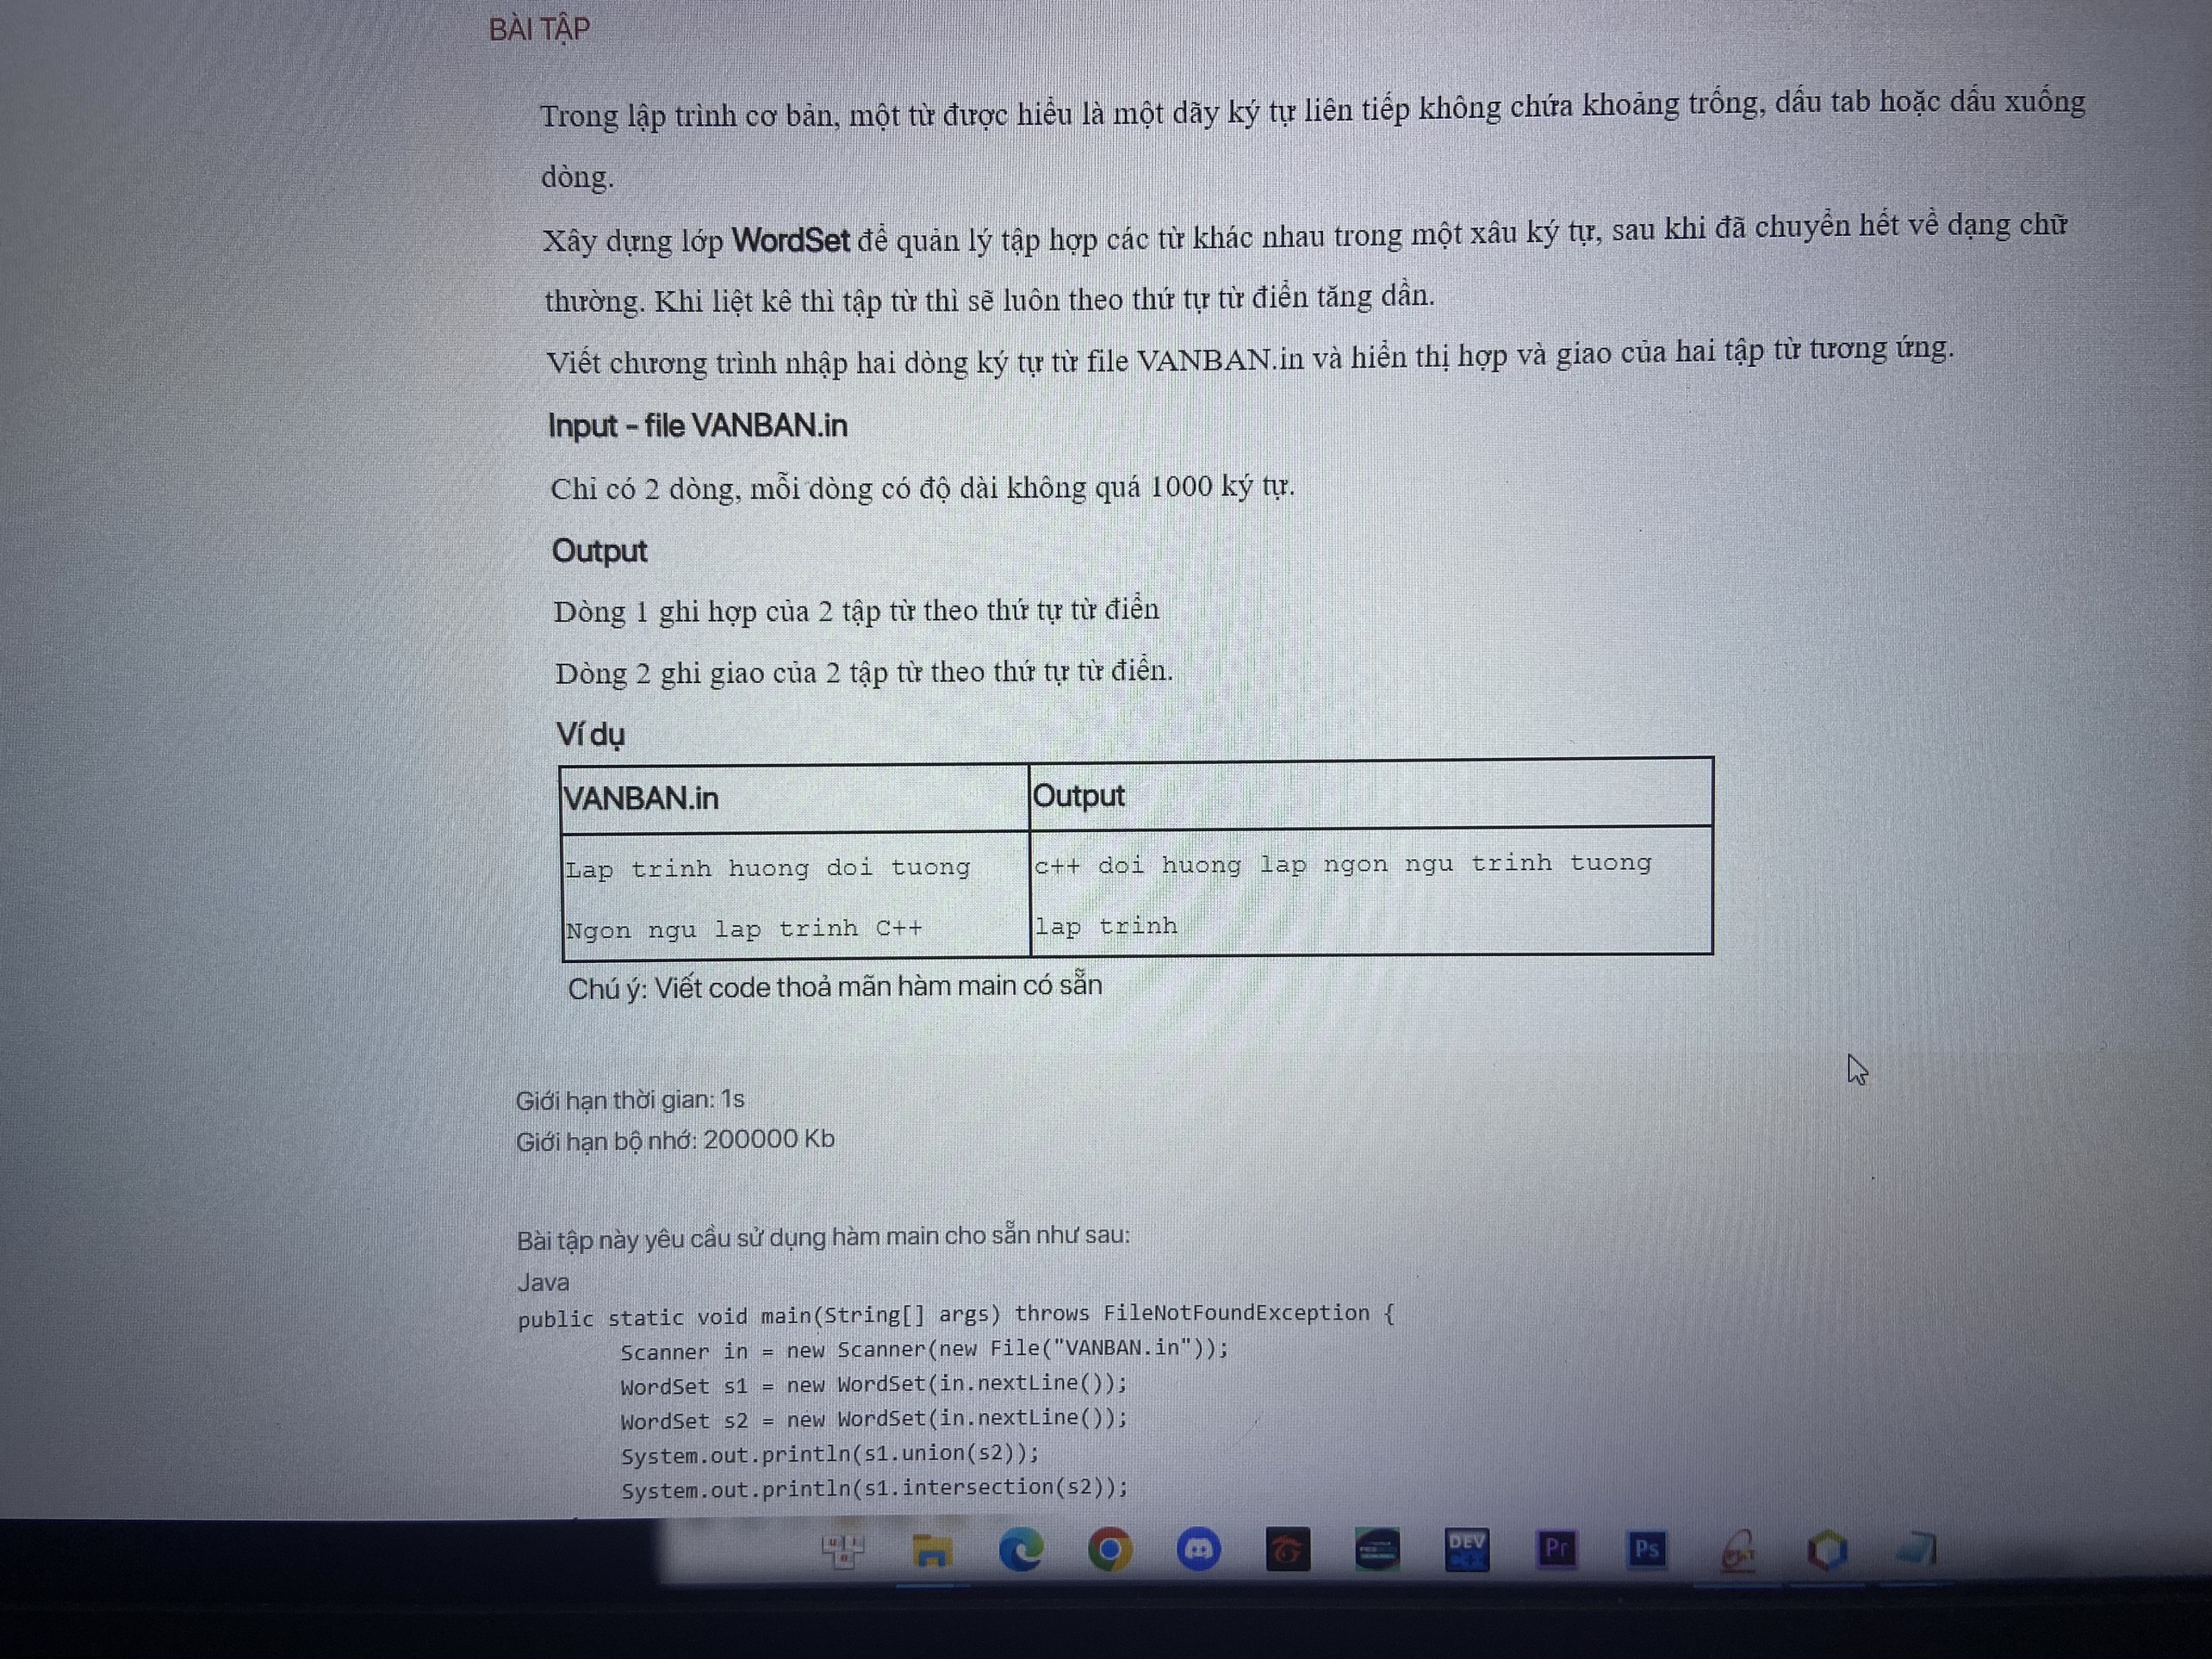 BÀI TẬP
Trong lập trình cơ bản, một từ được hiểu là một dãy ký tự liên tiếp không chứa khoảng trống, dấu tab hoặc dấu xuống
dòng.
Xây dựng lớp WordSet để quản lý tập hợp các từ khác nhau trong một xâu ký tự, sau khi đã chuyển hết về dạng chữ
thường. Khi liệt kê thì tập từ thì sẽ luôn theo thứ tự từ điển tăng dần.
Viết chương trình nhập hai dòng ký tự từ file VANBAN.in và hiển thị hợp và giao của hai tập từ tương ứng.
Input – file VANBAN.in
Chỉ có 2 dòng, mỗi dòng có độ dài không quá 1000 ký tự.
Output
Dòng 1 ghi hợp của 2 tập từ theo thứ tự từ điển
Dòng 2 ghi giao của 2 tập từ theo thứ tự từ điển.
Ví dụ
VANBAN.in Output
Lap trinh huong doi tuong c++ doi huong lap ngon ngu trinh tuong
Ngon ngu lap trinh C++ lap trinh
Chú ý: Viết code thoả mãn hàm main có sẵn
Giới hạn thời gian: 1s
Giới hạn bộ nhớ: 200000 Kb
Bài tập này yêu cầu sử dụng hàm main cho sẵn như sau:
Java
public static void main(String[] args) throws FileNotFoundException {
Scanner in = new Scanner(new File("VANBAN.in"));
WordSet s1 = new WordSet(in.nextLine());
WordSet s2 = new WordSet(in.nextLine());
System.out.println(s1.union(s2));
System.out.println(s1.intersection(s2));
DEV Pr Ps